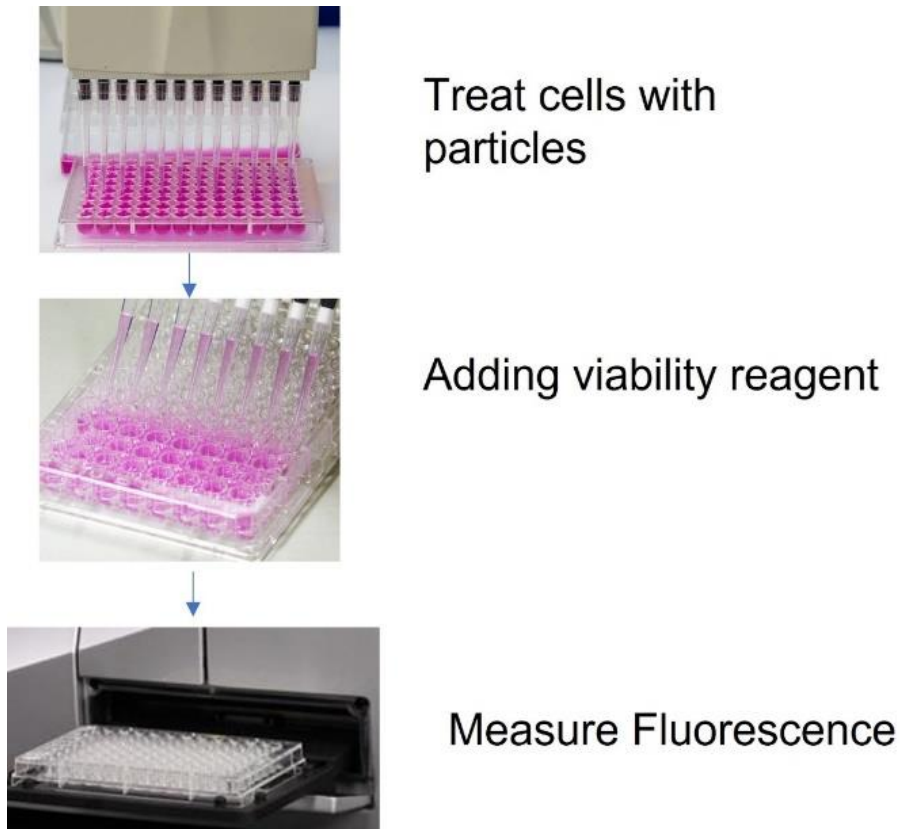 Treat cells with
particles
Adding viability reagent
Measure Fluorescence